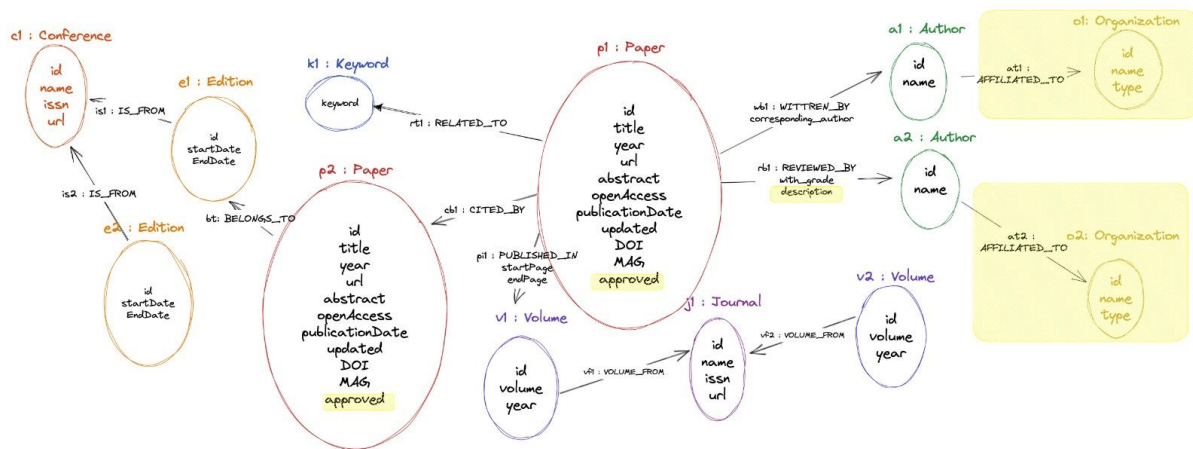 c1 : Conference
id
name
issn
url
is1 : IS_FROM
e1 : Edition
id
startDate
EndDate
is2 : IS_FROM
e2 : Edition
id
startDate
EndDate
bt: BELONGS_TO
k1 : Keyword
keyword
rt1 : RELATED_TO
p2 : Paper
id
title
year
url
abstract
openAccess
publicationDate
updated
DOI
MAG
approved
cb1 : CITED_BY
p1 : Paper
id
title
year
url
abstract
openAccess
publicationDate
updated
DOI
MAG
approved
pi1 : PUBLISHED_IN
startPage
endPage
v1 : Volume
id
volume
year
vf1 : VOLUME_FROM
j1 : Journal
id
name
issn
url
vf2 : VOLUME_FROM
v2 : Volume
id
volume
year
wb1 : WITTREN_BY
corresponding_author
rb1 : REVIEWED_BY
with_grade
description
a1 : Author
id
name
at1 :
AFFILIATED_TO
o1: Organization
id
name
type
a2 : Author
id
name
at2 :
AFFILIATED_TO
o2: Organization
id
name
type